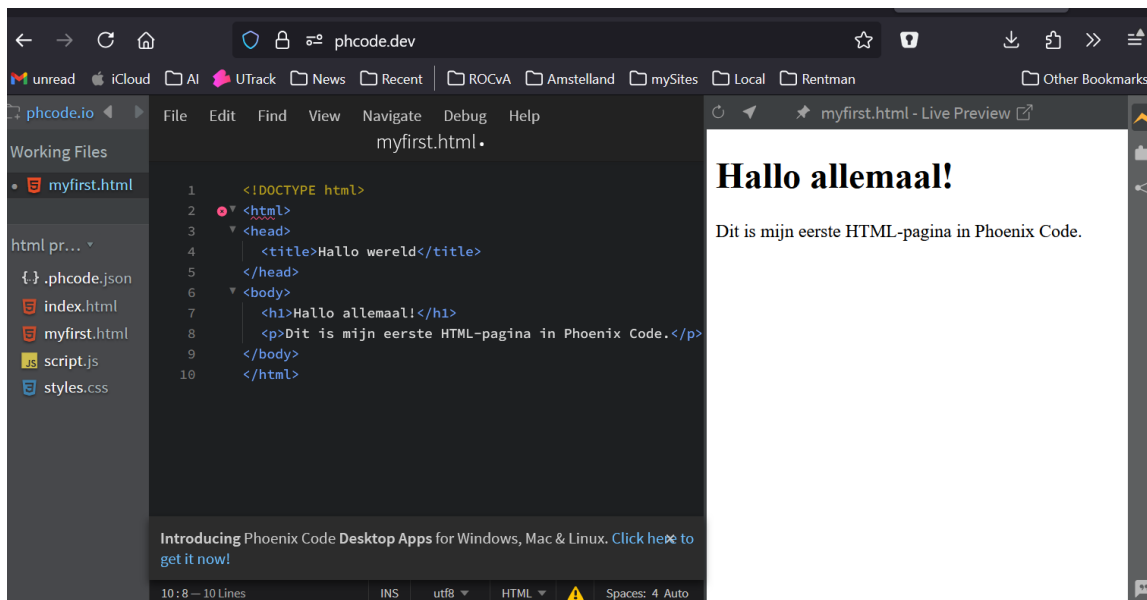 phcode.dev
unread iCloud AI UTrack News Recent ROCvA Amstelland mySites Local Rentman Other Bookmarks
phcode.io
File Edit Find View Navigate Debug Help
myfirst.html
myfirst.html - Live Preview
Working Files
myfirst.html
html pr...
{..} .phcode.json
index.html
myfirst.html
JS script.js
styles.css
1 <!DOCTYPE html>
2 <html>
3 <head>
4 <title>Hallo wereld</title>
5 </head>
6 <body>
7 <h1>Hallo allemaal!</h1>
8 <p>Dit is mijn eerste HTML-pagina in Phoenix Code.</p>
9 </body>
10 </html>
Hallo allemaal!
Dit is mijn eerste HTML-pagina in Phoenix Code.
Introducing Phoenix Code Desktop Apps for Windows, Mac & Linux. Click here to
get it now!
10 : 8 — 10 Lines INS utf8 HTML Spaces: 4 Auto